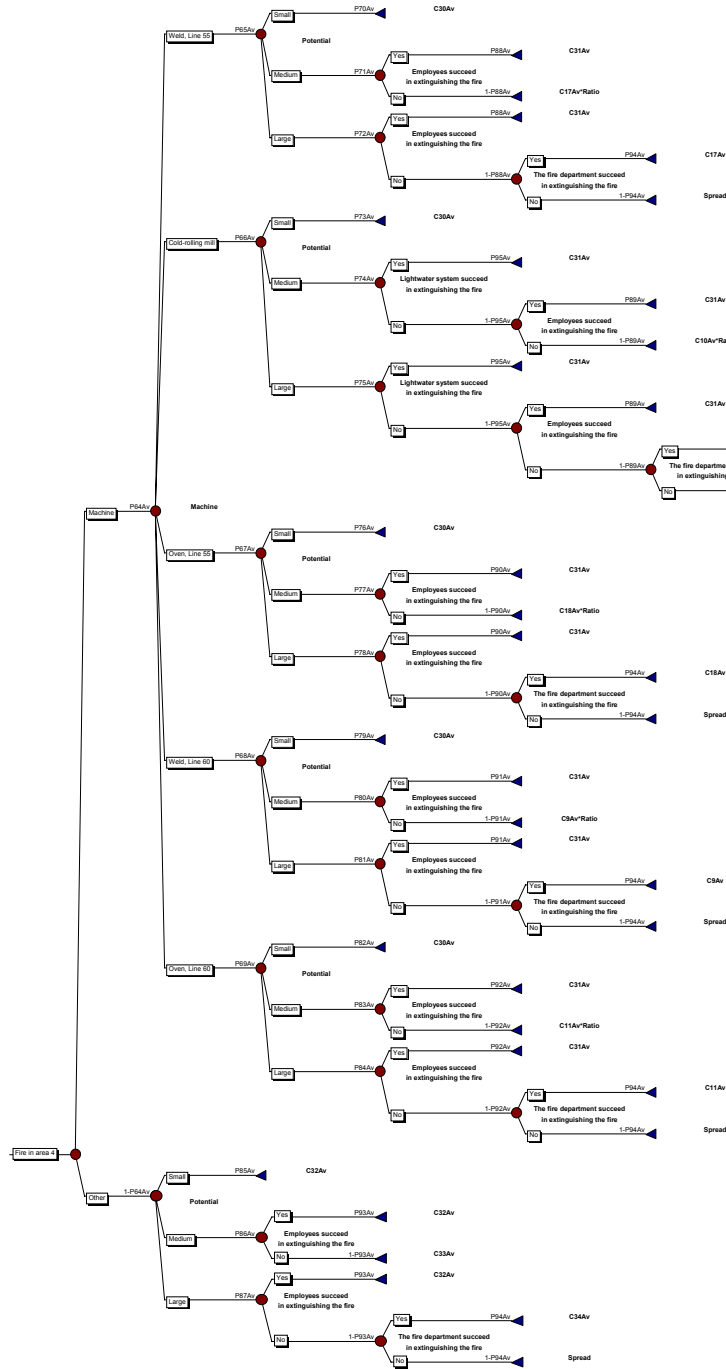 Small P70Av C30Av
Weld, Line 55 P65Av Potential
Yes P88Av C31Av
Medium P71Av Employees succeed
in extinguishing the fire
No 1-P88Av C17Av*Ratio
Yes P88Av C31Av
Large P72Av Employees succeed
in extinguishing the fire
Yes P94Av C17Av
No 1-P88Av The fire department succeed
in extinguishing the fire
No 1-P94Av Spread
Small P73Av C30Av
Cold-rolling mill P66Av Potential
Yes P95Av C31Av
Medium P74Av Lightwater system succeed
in extinguishing the fire
Yes P89Av C31Av
No 1-P95Av Employees succeed
in extinguishing the fire
No 1-P89Av C10Av*Ra
Yes P95Av C31Av
Large P75Av Lightwater system succeed
in extinguishing the fire
Yes P89Av C31Av
No 1-P95Av Employees succeed
in extinguishing the fire
Yes
No 1-P89Av The fire departme
in extinguishing
No
Machine P64Av Machine
Small P76Av C30Av
Oven, Line 55 P67Av Potential
Yes P90Av C31Av
Medium P77Av Employees succeed
in extinguishing the fire
No 1-P90Av C18Av*Ratio
Yes P90Av C31Av
Large P78Av Employees succeed
in extinguishing the fire
Yes P94Av C18Av
No 1-P90Av The fire department succeed
in extinguishing the fire
No 1-P94Av Spread
Small P79Av C30Av
Weld, Line 60 P68Av Potential
Yes P91Av C31Av
Medium P80Av Employees succeed
in extinguishing the fire
No 1-P91Av C9Av*Ratio
Yes P91Av C31Av
Large P81Av Employees succeed
in extinguishing the fire
Yes P94Av C9Av
No 1-P91Av The fire department succeed
in extinguishing the fire
No 1-P94Av Spread
Small P82Av C30Av
Oven, Line 60 P69Av Potential
Yes P92Av C31Av
Medium P83Av Employees succeed
in extinguishing the fire
No 1-P92Av C11Av*Ratio
Yes P92Av C31Av
Large P84Av Employees succeed
in extinguishing the fire
Yes P94Av C11Av
No 1-P92Av The fire department succeed
in extinguishing the fire
No 1-P94Av Spread
Fire in area 4
Small P85Av C32Av
Other 1-P64Av Potential
Yes P93Av C32Av
Medium P86Av Employees succeed
in extinguishing the fire
No 1-P93Av C33Av
Yes P93Av C32Av
Large P87Av Employees succeed
in extinguishing the fire
Yes P94Av C34Av
No 1-P93Av The fire department succeed
in extinguishing the fire
No 1-P94Av Spread